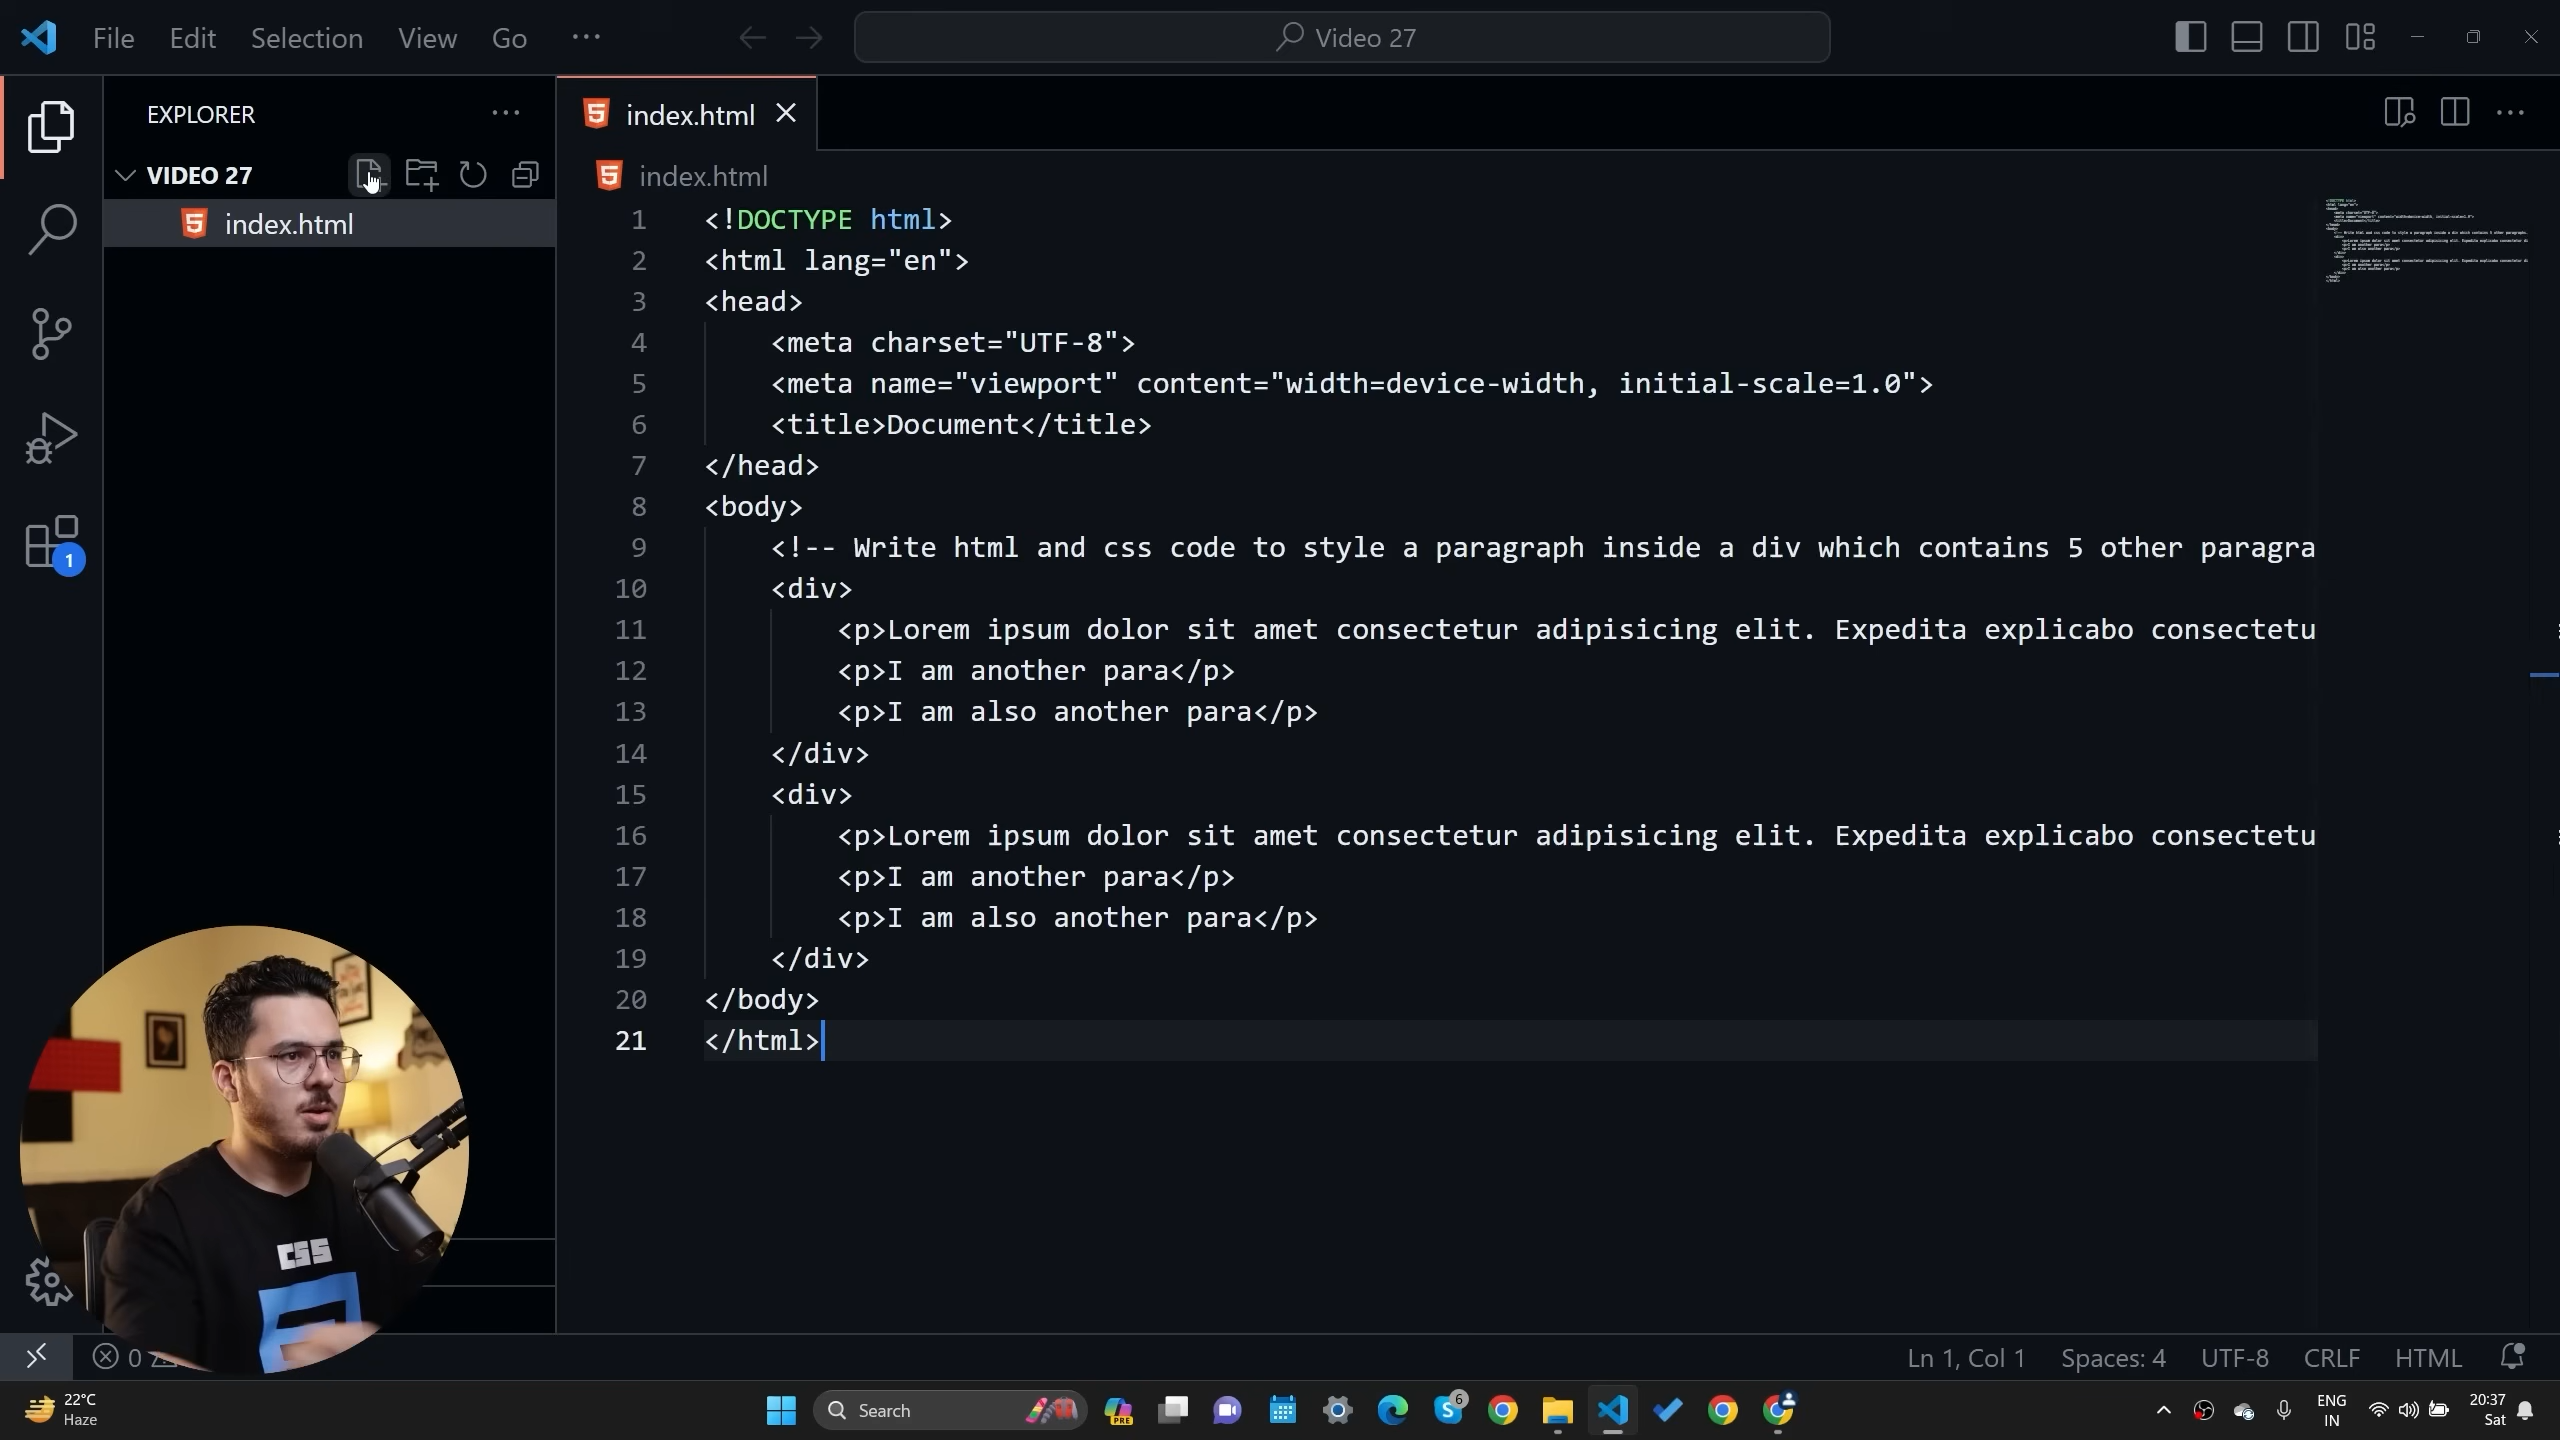 File Edit Selection View Go ···
Video 27
EXPLORER
VIDEO 27
index.html
1
index.html
index.html
1 <!DOCTYPE html>
2 <html lang="en">
3 <head>
4 <meta charset="UTF-8">
5 <meta name="viewport" content="width=device-width, initial-scale=1.0">
6 <title>Document</title>
7 </head>
8 <body>
9 <!-- Write html and css code to style a paragraph inside a div which contains 5 other paragra
10 <div>
11 <p>Lorem ipsum dolor sit amet consectetur adipisicing elit. Expedita explicabo consectetu
12 <p>I am another para</p>
13 <p>I am also another para</p>
14 </div>
15 <div>
16 <p>Lorem ipsum dolor sit amet consectetur adipisicing elit. Expedita explicabo consectetu
17 <p>I am another para</p>
18 <p>I am also another para</p>
19 </div>
20 </body>
21 </html>
CSS
0
Ln 1, Col 1 Spaces: 4 UTF-8 CRLF HTML
22°C
Haze
Search
PRE
6
ENG
IN
20:37
Sat